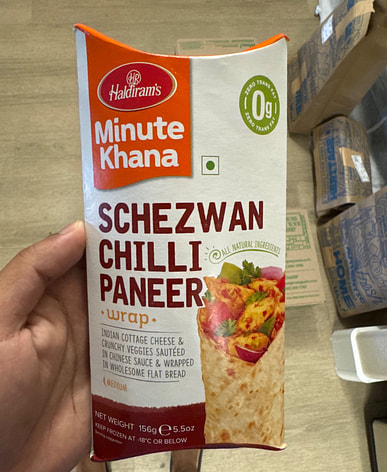 HR
Haldiram's
ZERO TRANS FAT
0g
ZERO TRANS FAT
Minute
Khana
SCHEZWAN
CHILLI
PANEER
wrap
ALL NATURAL INGREDIENTS
INDIAN COTTAGE CHEESE &
CRUNCHY VEGGIES SAUTÉED
IN CHINESE SAUCE & WRAPPED
IN WHOLESOME FLAT BREAD
MEDIUM
NET WEIGHT 156g ℮ 5.5oz
KEEP FROZEN AT -18°C OR BELOW